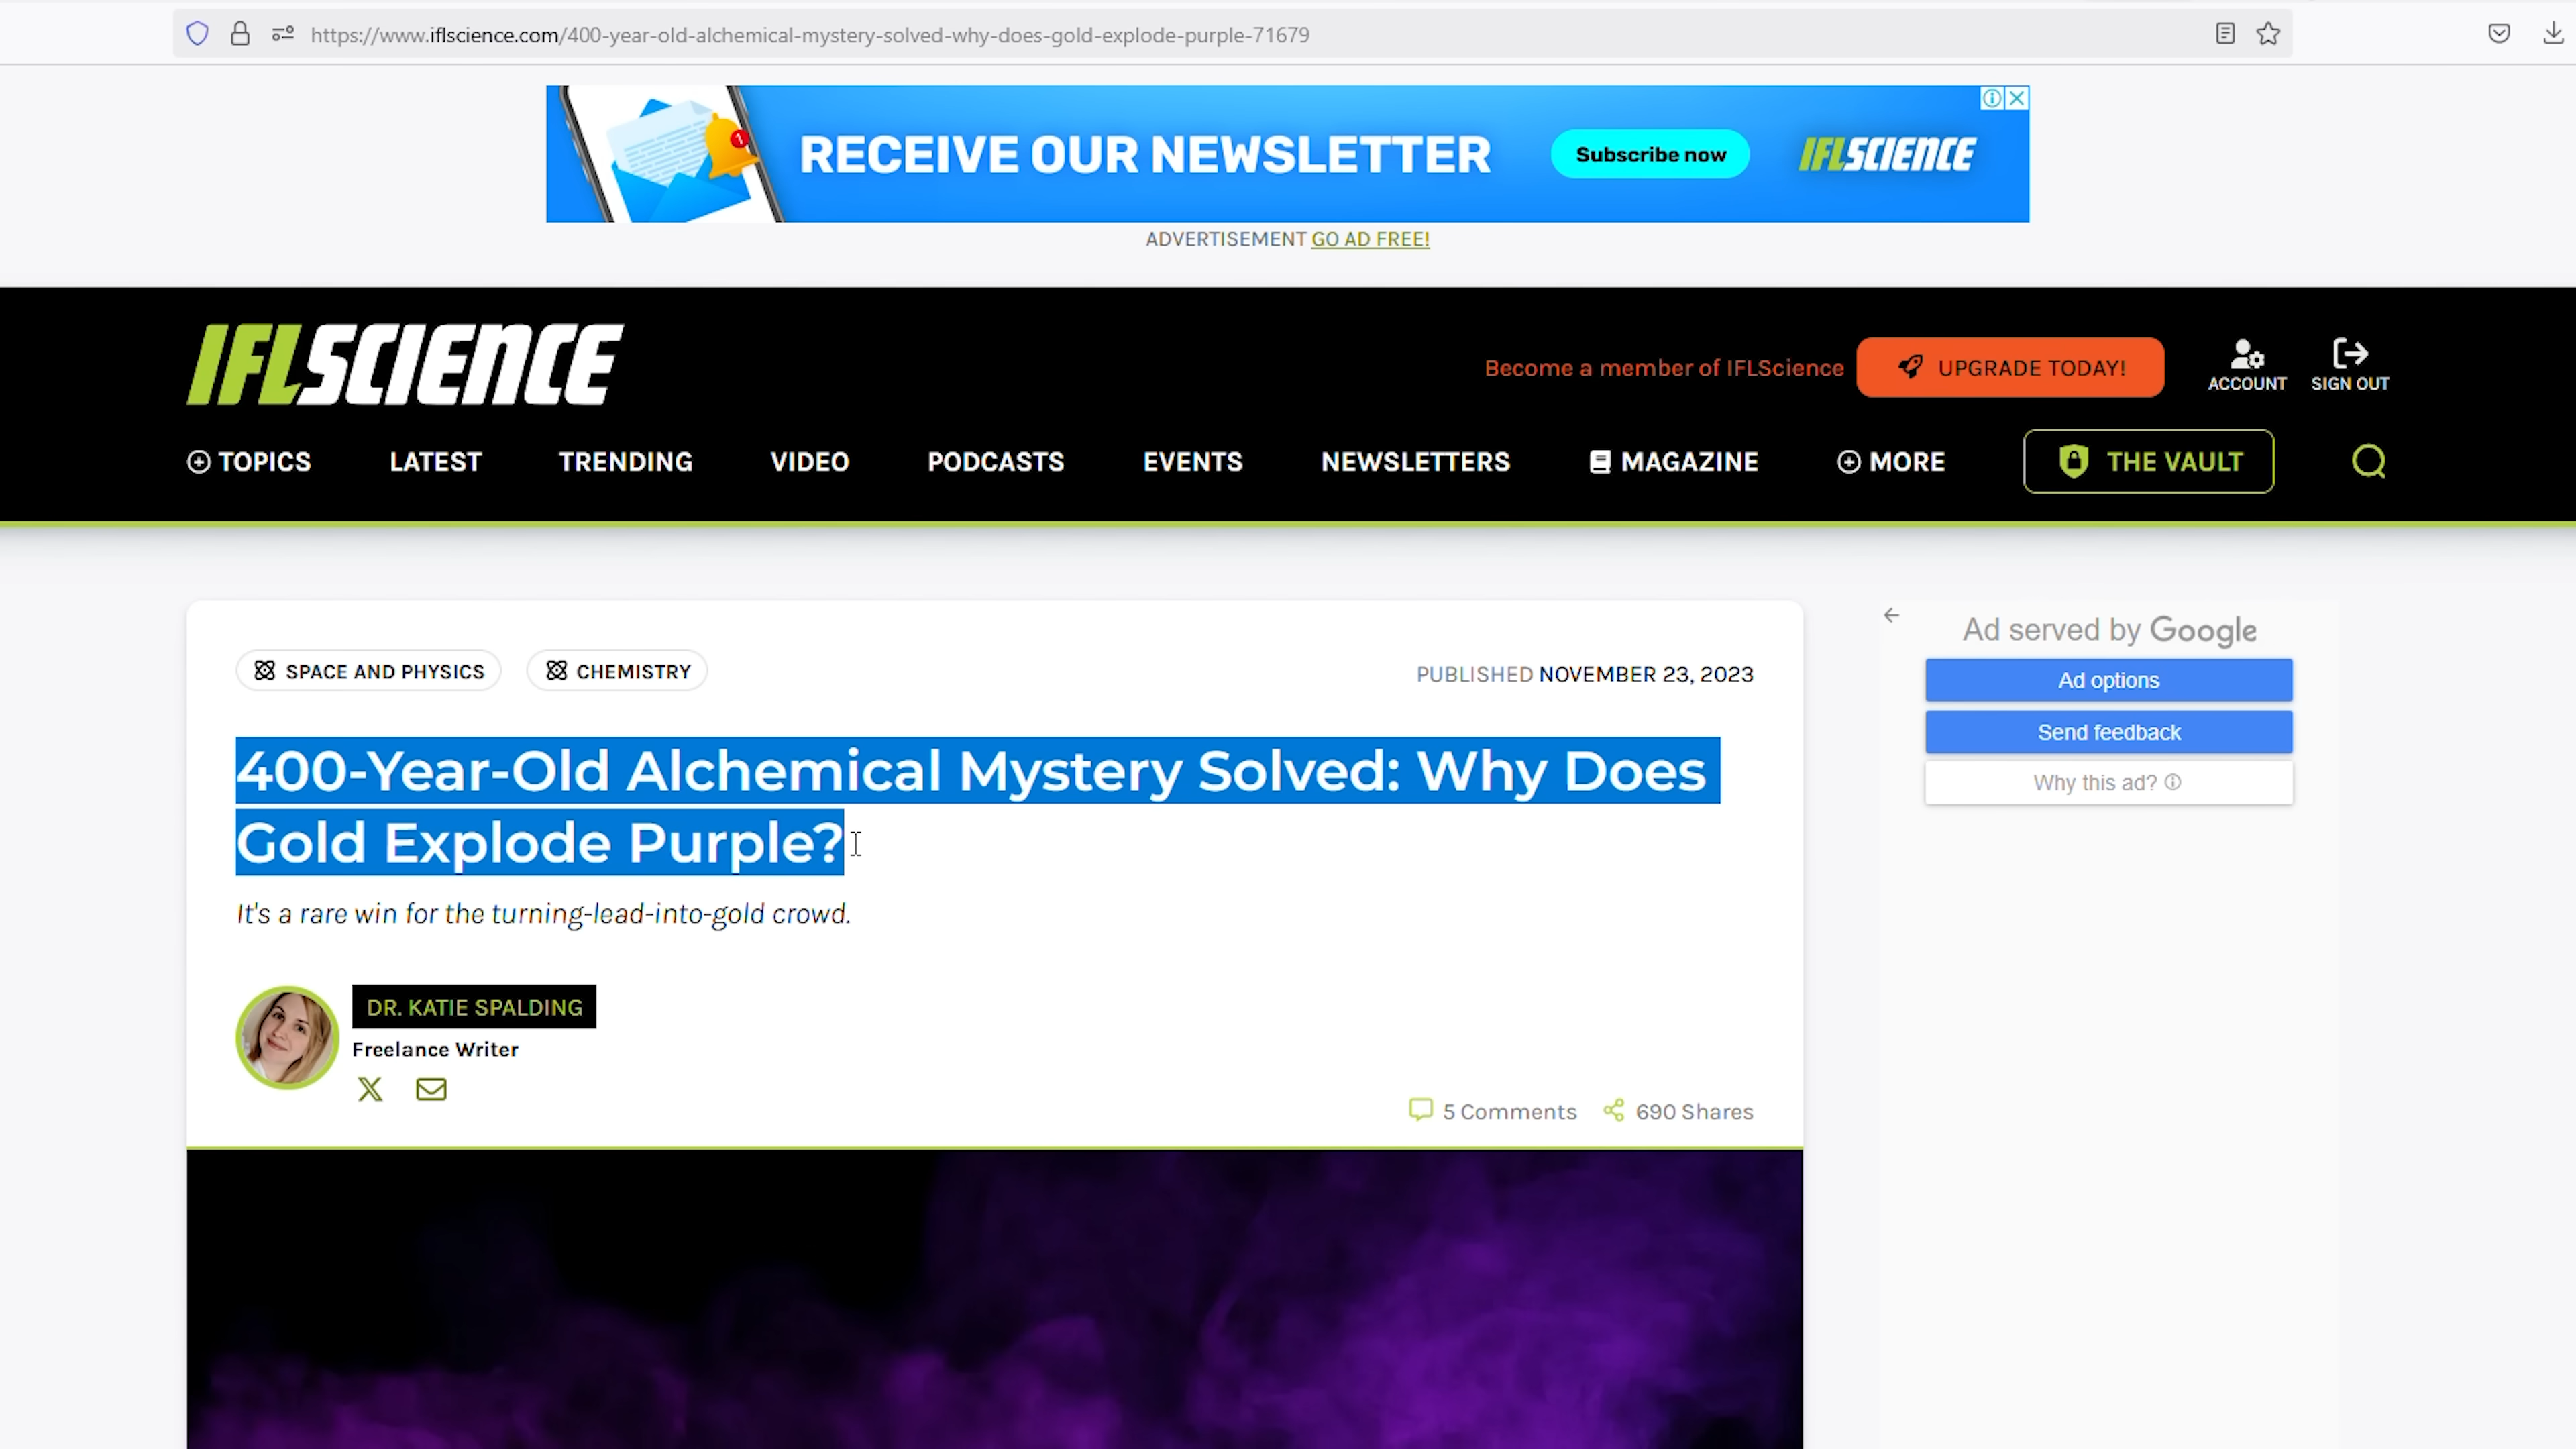 https://www.iflscience.com/400-year-old-alchemical-mystery-solved-why-does-gold-explode-purple-71679
1
RECEIVE OUR NEWSLETTER
Subscribe now
IFLSCIENCE
ADVERTISEMENT GO AD FREE!
IFLSCIENCE
Become a member of IFLScience
UPGRADE TODAY!
ACCOUNT
SIGN OUT
TOPICS LATEST TRENDING VIDEO PODCASTS EVENTS NEWSLETTERS MAGAZINE MORE THE VAULT
SPACE AND PHYSICS
CHEMISTRY
PUBLISHED NOVEMBER 23, 2023
400-Year-Old Alchemical Mystery Solved: Why Does
Gold Explode Purple?
It's a rare win for the turning-lead-into-gold crowd.
DR. KATIE SPALDING
Freelance Writer
5 Comments
690 Shares
Ad served by Google
Ad options
Send feedback
Why this ad?